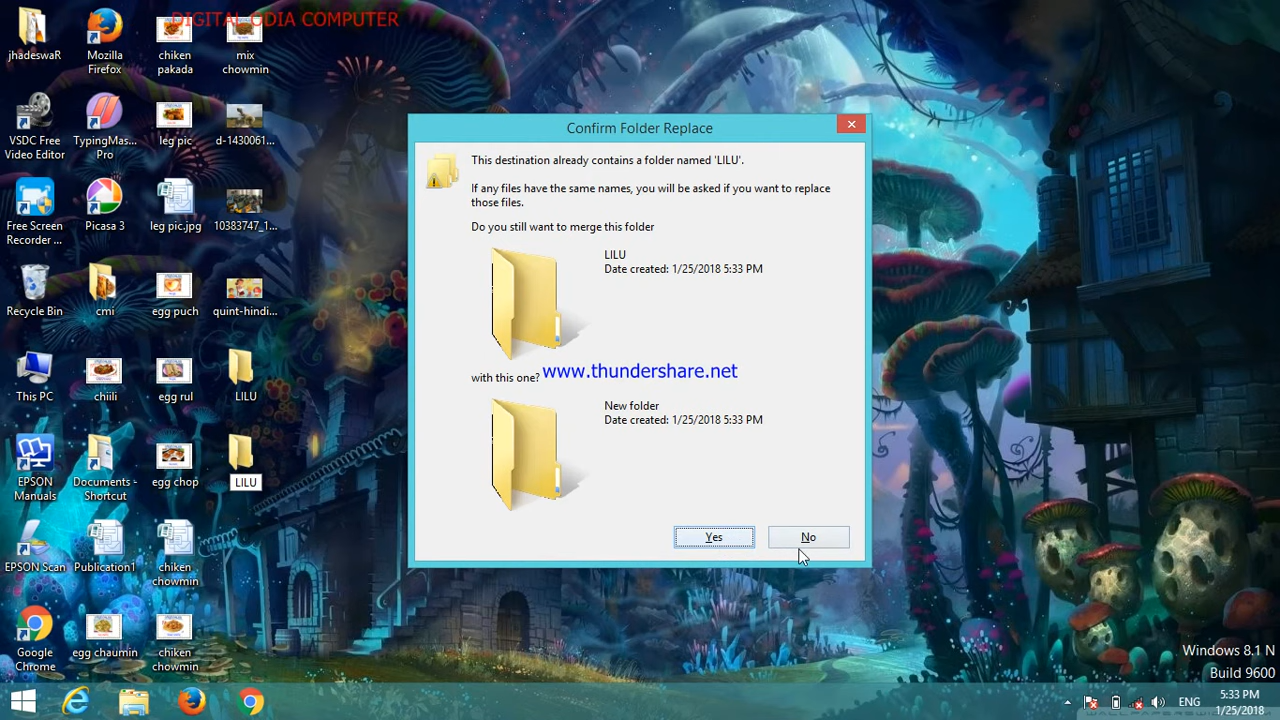 DIGITAL ODIA COMPUTER
jhadeswaR
Mozilla
Firefox
chiken
pakada
mix
chowmin
VSDC Free
Video Editor
TypingMas...
Pro
leg pic
d-1430061...
Free Screen
Recorder ...
Picasa 3
leg pic.jpg
10383747_1...
Recycle Bin
cmi
egg puch
quint-hindi...
This PC
chiili
egg rul
LILU
EPSON
Manuals
Documents -
Shortcut
egg chop
LILU
EPSON Scan
Publication1
chiken
chowmin
Google
Chrome
egg chaumin
chiken
chowmin
Confirm Folder Replace
This destination already contains a folder named 'LILU'.
If any files have the same names, you will be asked if you want to replace
those files.
Do you still want to merge this folder
LILU
Date created: 1/25/2018 5:33 PM
with this one?
www.thundershare.net
New folder
Date created: 1/25/2018 5:33 PM
Yes
No
Windows 8.1 N
Build 9600
ENG
5:33 PM
1/25/2018